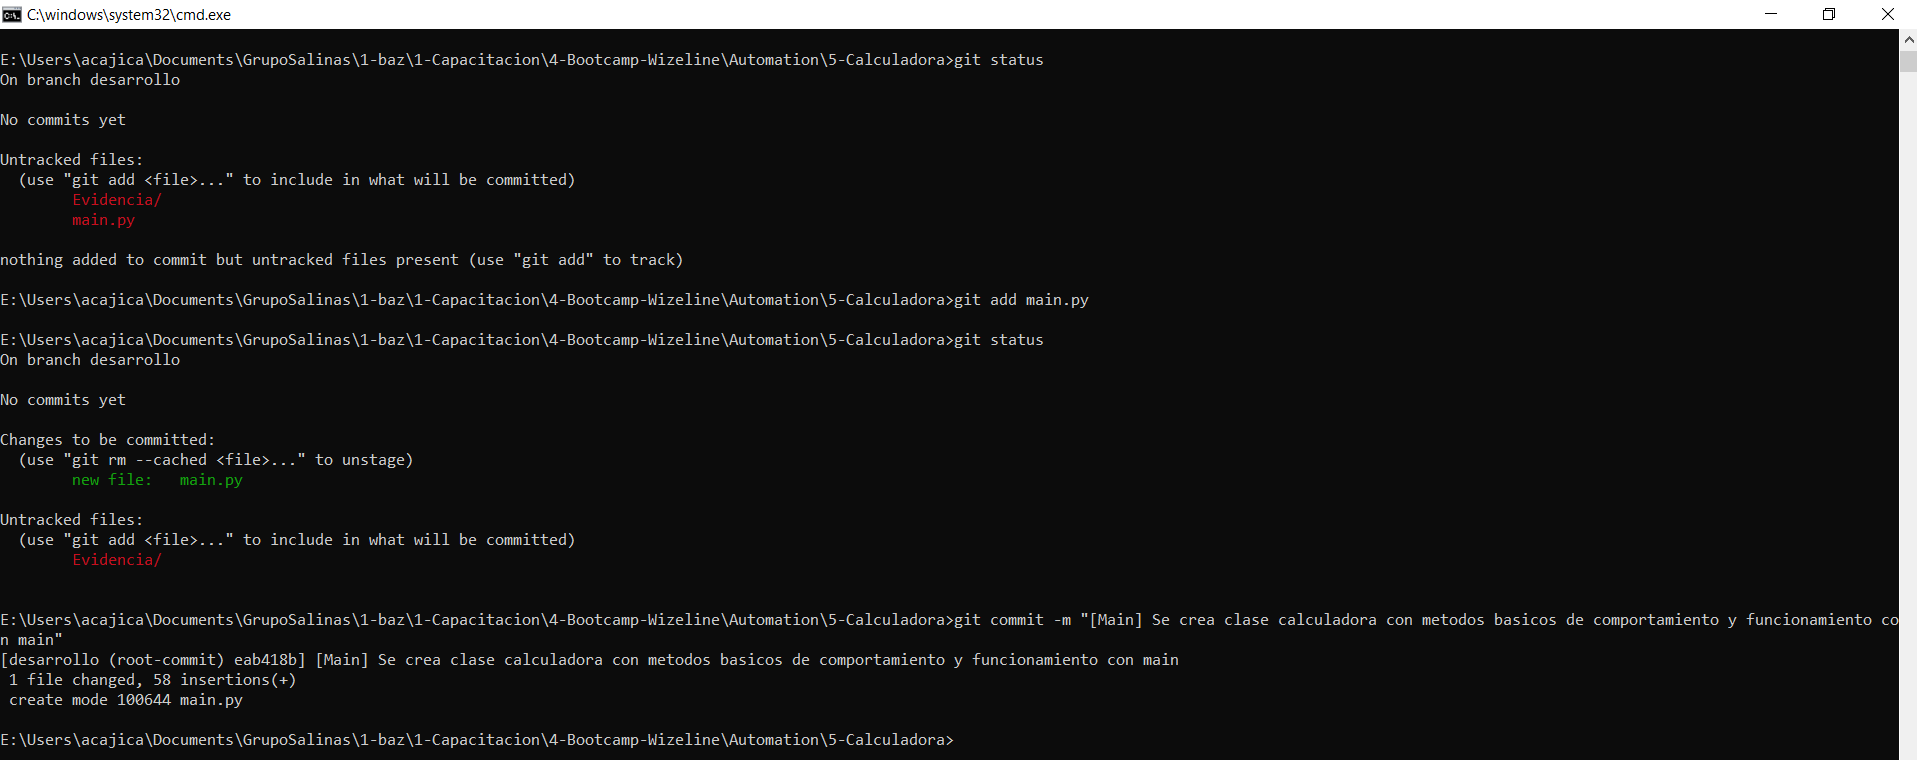 C:\windows\system32\cmd.exe
E:\Users\acajica\Documents\GrupoSalinas\1-baz\1-Capacitacion\4-Bootcamp-Wizeline\Automation\5-Calculadora>git status
On branch desarrollo
No commits yet
Untracked files:
  (use "git add <file>..." to include in what will be committed)
        Evidencia/
        main.py
nothing added to commit but untracked files present (use "git add" to track)
E:\Users\acajica\Documents\GrupoSalinas\1-baz\1-Capacitacion\4-Bootcamp-Wizeline\Automation\5-Calculadora>git add main.py
E:\Users\acajica\Documents\GrupoSalinas\1-baz\1-Capacitacion\4-Bootcamp-Wizeline\Automation\5-Calculadora>git status
On branch desarrollo
No commits yet
Changes to be committed:
  (use "git rm --cached <file>..." to unstage)
        new file:   main.py
Untracked files:
  (use "git add <file>..." to include in what will be committed)
        Evidencia/
E:\Users\acajica\Documents\GrupoSalinas\1-baz\1-Capacitacion\4-Bootcamp-Wizeline\Automation\5-Calculadora>git commit -m "[Main] Se crea clase calculadora con metodos basicos de comportamiento y funcionamiento co
n main"
[desarrollo (root-commit) eab418b] [Main] Se crea clase calculadora con metodos basicos de comportamiento y funcionamiento con main
 1 file changed, 58 insertions(+)
 create mode 100644 main.py
E:\Users\acajica\Documents\GrupoSalinas\1-baz\1-Capacitacion\4-Bootcamp-Wizeline\Automation\5-Calculadora>